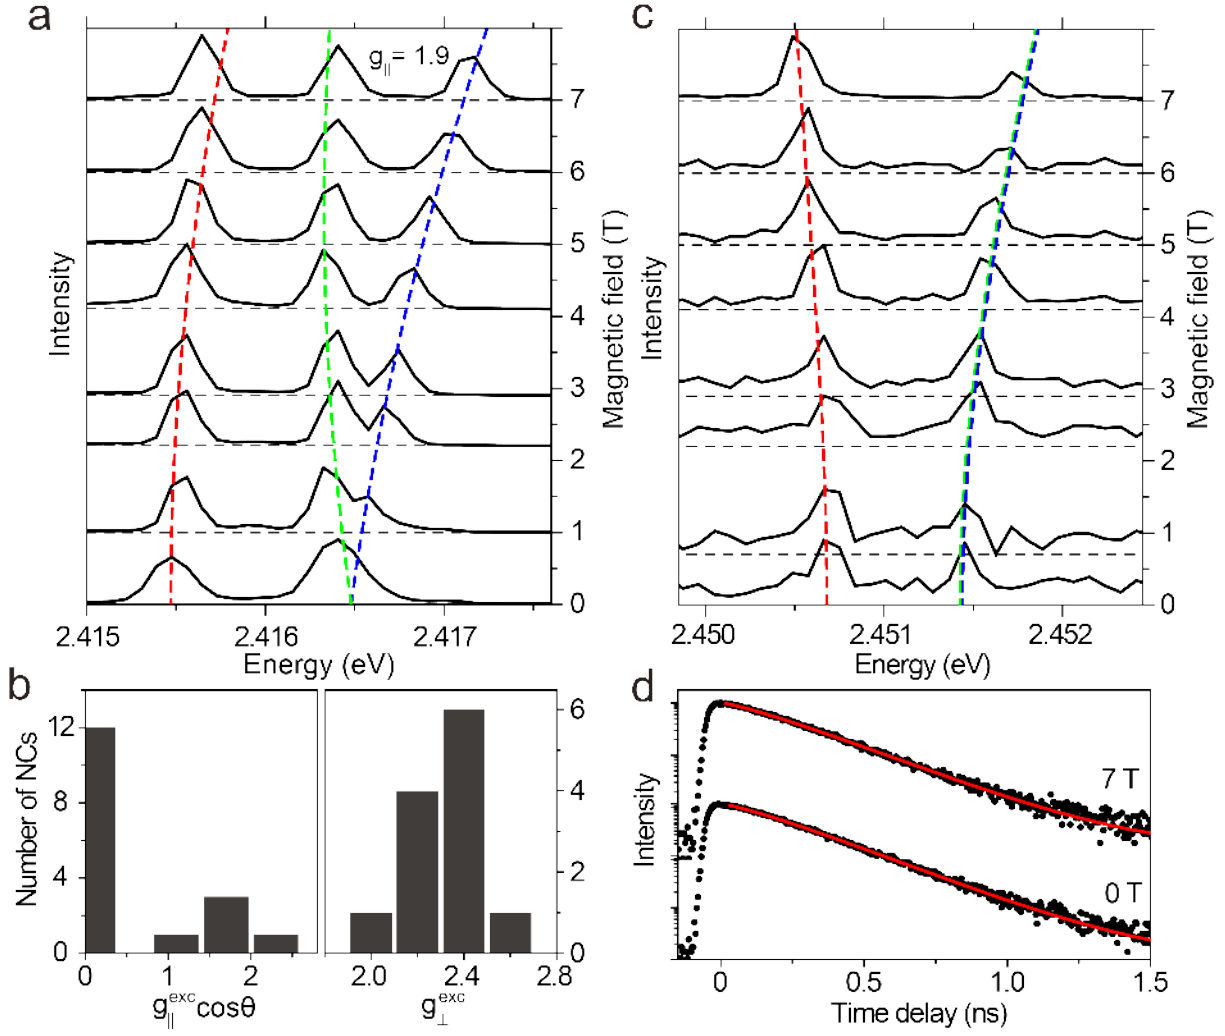 a
g∥= 1.9
Intensity
Magnetic field (T)
7
6
5
4
3
2
1
0
2.415
2.416
2.417
Energy (eV)
c
Intensity
Magnetic field (T)
7
6
5
4
3
2
1
0
2.450
2.451
2.452
Energy (eV)
b
Number of NCs
12
8
4
0
0
1
2
g∥^exc cosθ
6
4
2
0
2.0
2.4
2.8
g⊥^exc
d
Intensity
7 T
0 T
0
0.5
1.0
1.5
Time delay (ns)